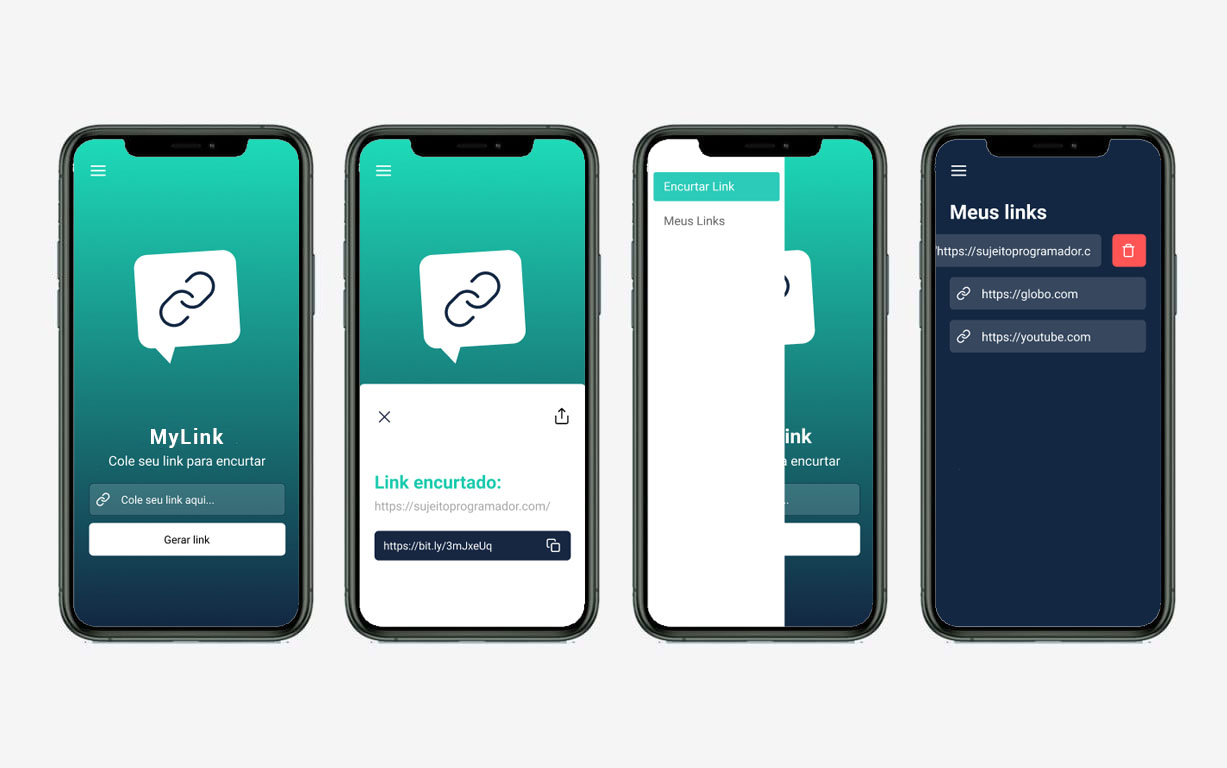 MyLink
Cole seu link para encurtar
Cole seu link aqui...
Gerar link
Link encurtado:
https://sujeitoprogramador.com/
https://bit.ly/3mJxeUq
Encurtar Link
Meus Links
ink
a encurtar
..
Meus links
https://sujeitoprogramador.c
https://globo.com
https://youtube.com